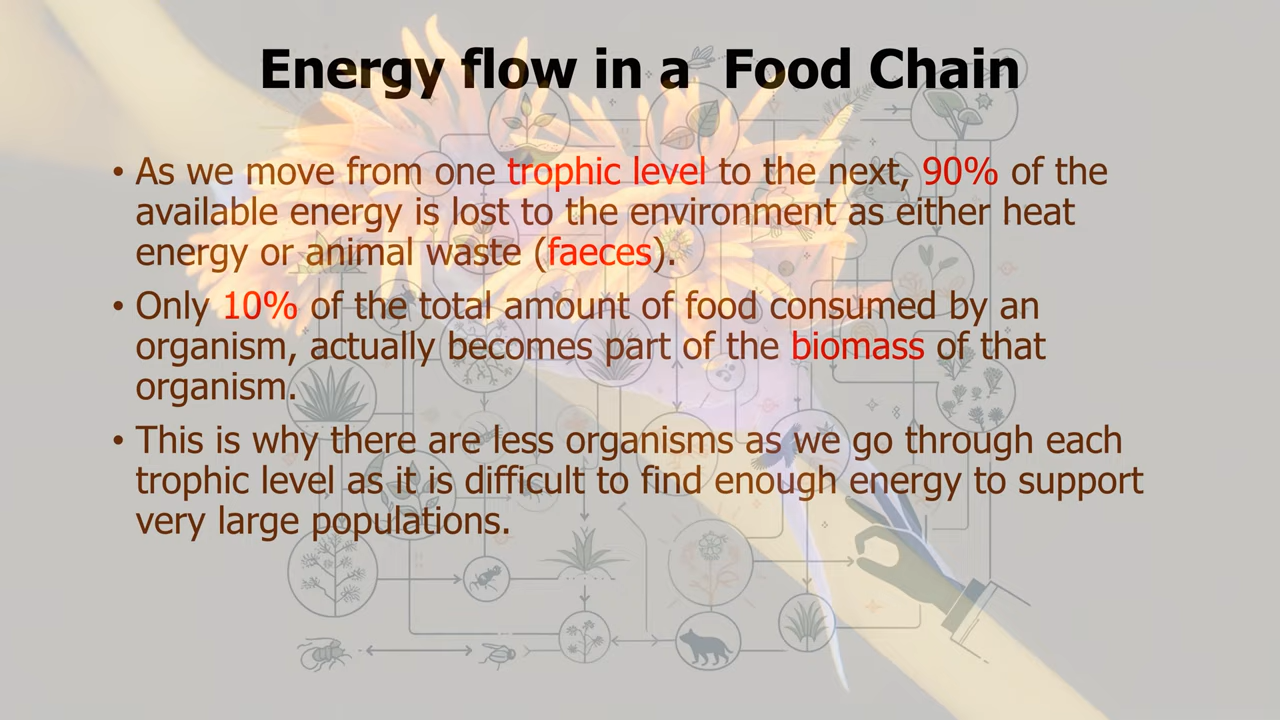 Energy flow in a  Food Chain
• As we move from one trophic level to the next, 90% of the
available energy is lost to the environment as either heat
energy or animal waste (faeces).
• Only 10% of the total amount of food consumed by an
organism, actually becomes part of the biomass of that
organism.
• This is why there are less organisms as we go through each
trophic level as it is difficult to find enough energy to support
very large populations.